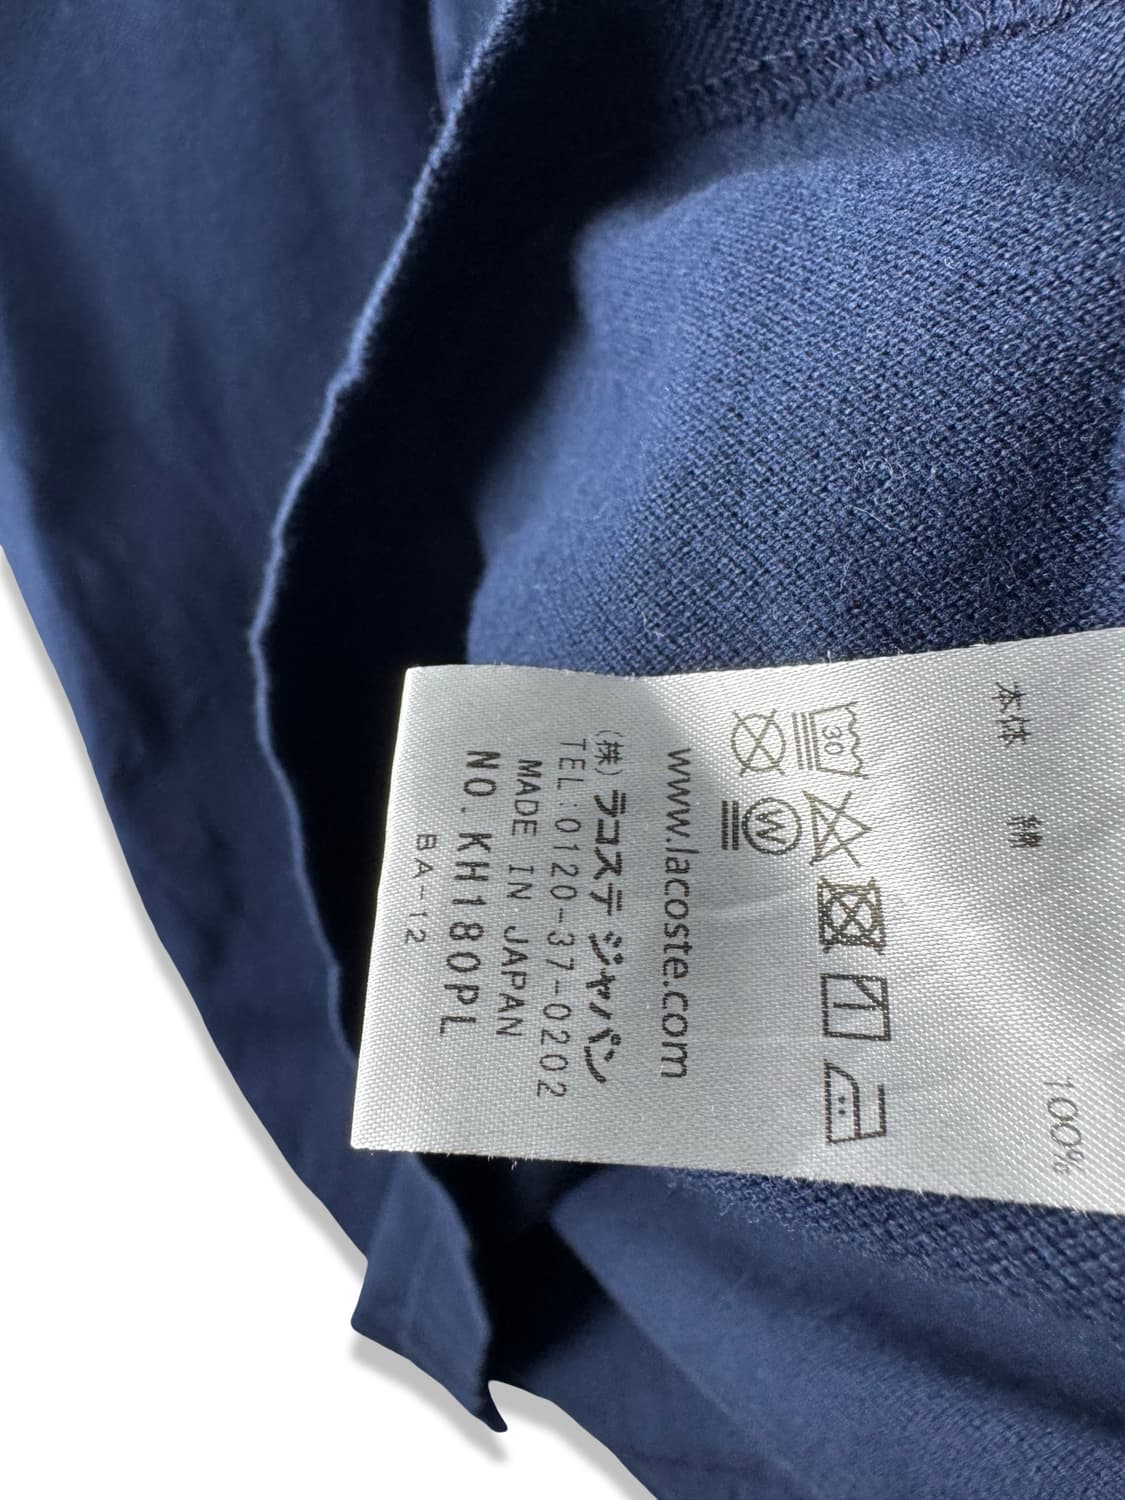 本体 綿 100%
30
W
www.lacoste.com
(株)ラコステ ジャパン
TEL:0120-37-0202
MADE IN JAPAN
NO. KH180PL
BA-12